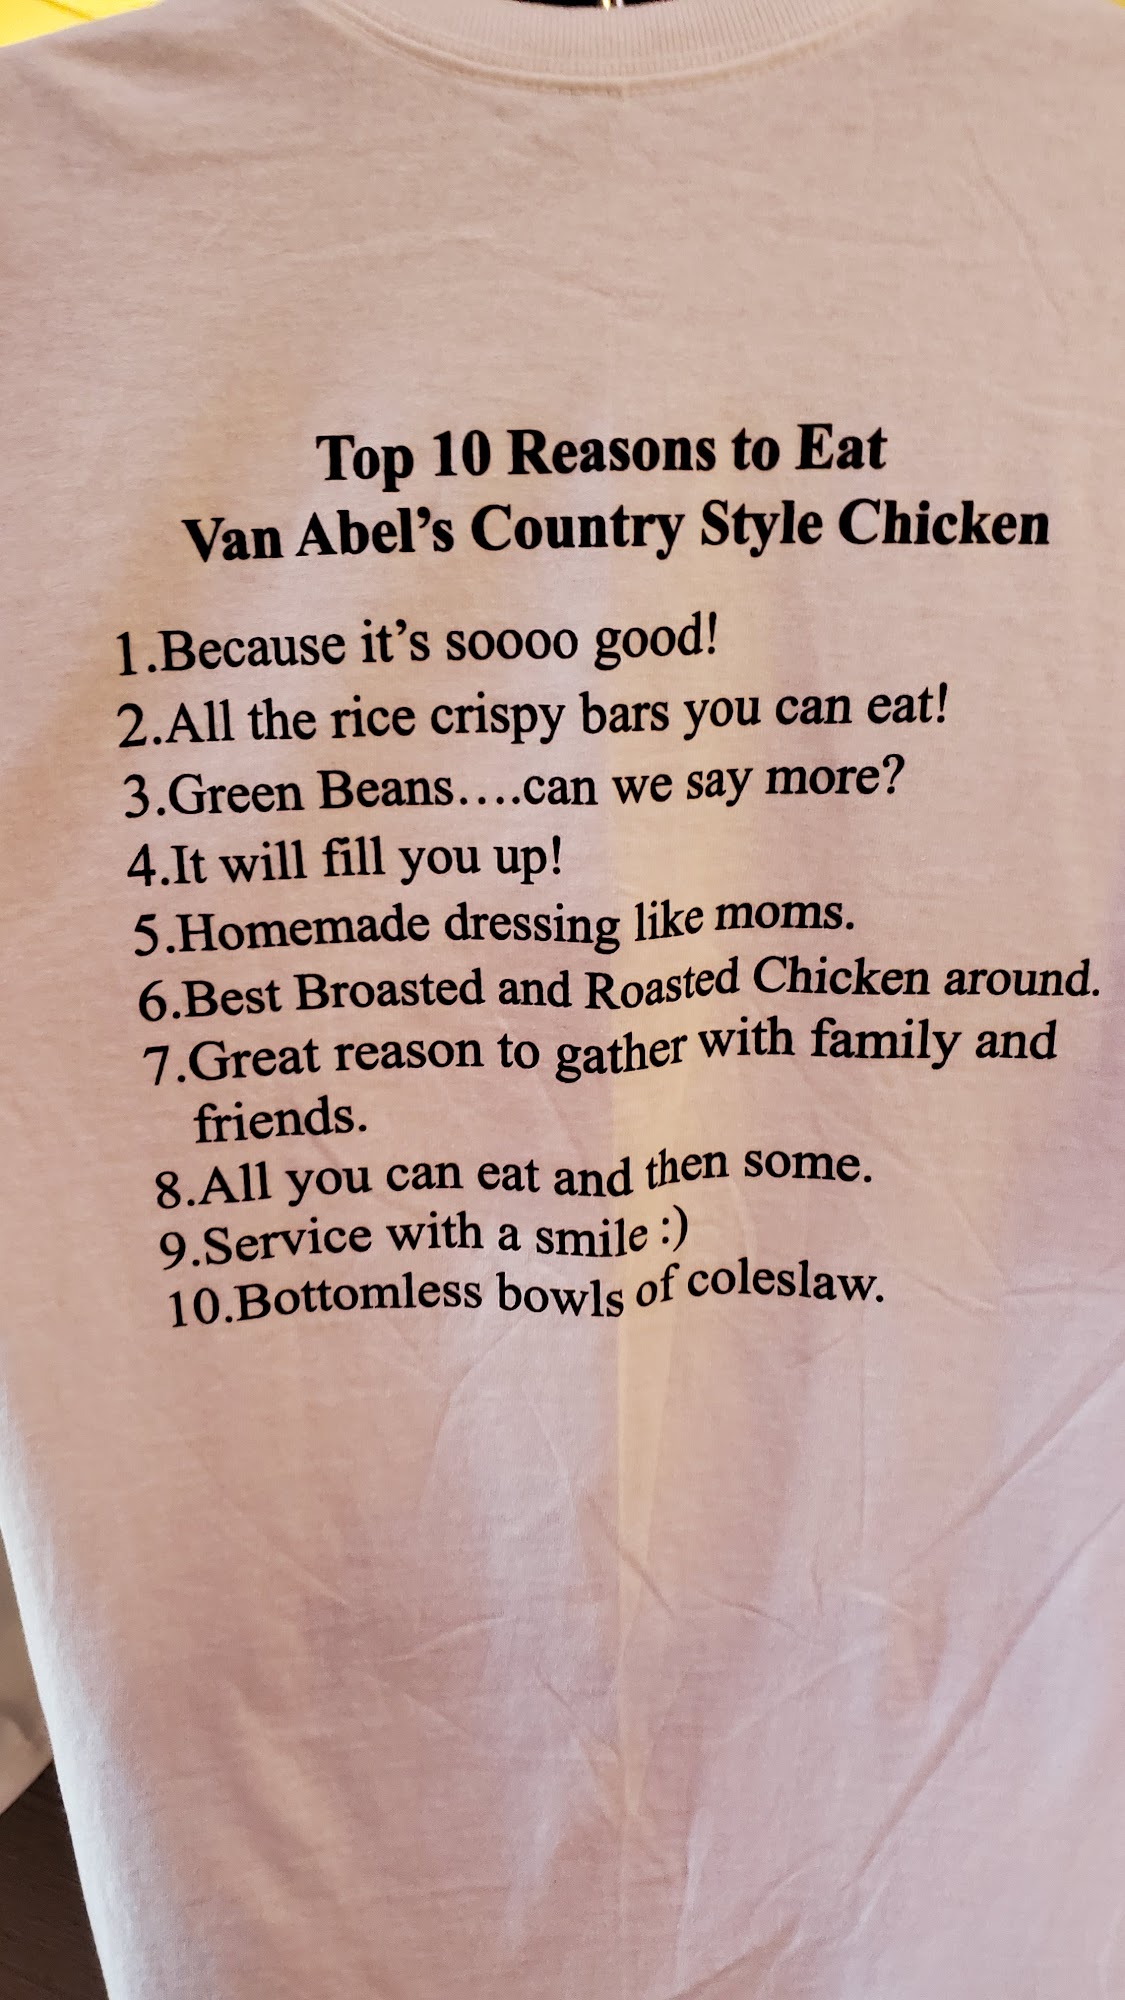 Top 10 Reasons to Eat
Van Abel's Country Style Chicken
1.Because it's soooo good!
2.All the rice crispy bars you can eat!
3.Green Beans....can we say more?
4.It will fill you up!
5.Homemade dressing like moms.
6.Best Broasted and Roasted Chicken around.
7.Great reason to gather with family and
friends.
8.All you can eat and then some.
9.Service with a smile :)
10.Bottomless bowls of coleslaw.